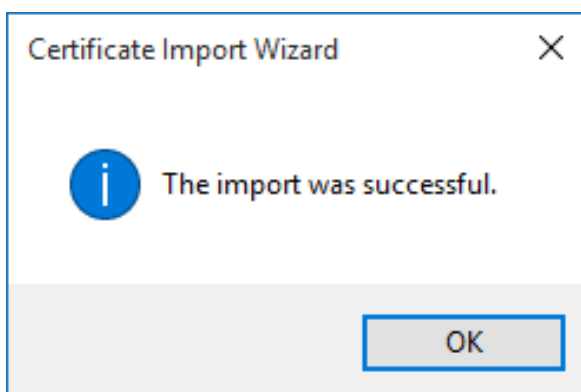 Certificate Import Wizard
The import was successful.
OK